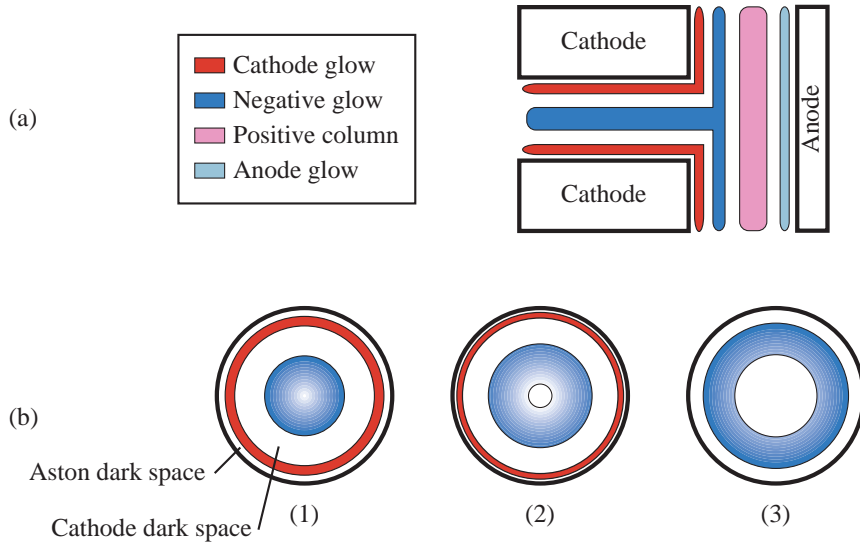 (a)
Cathode glow
Negative glow
Positive column
Anode glow
Cathode
Cathode
Anode
(b)
Aston dark space
Cathode dark space
(1)
(2)
(3)